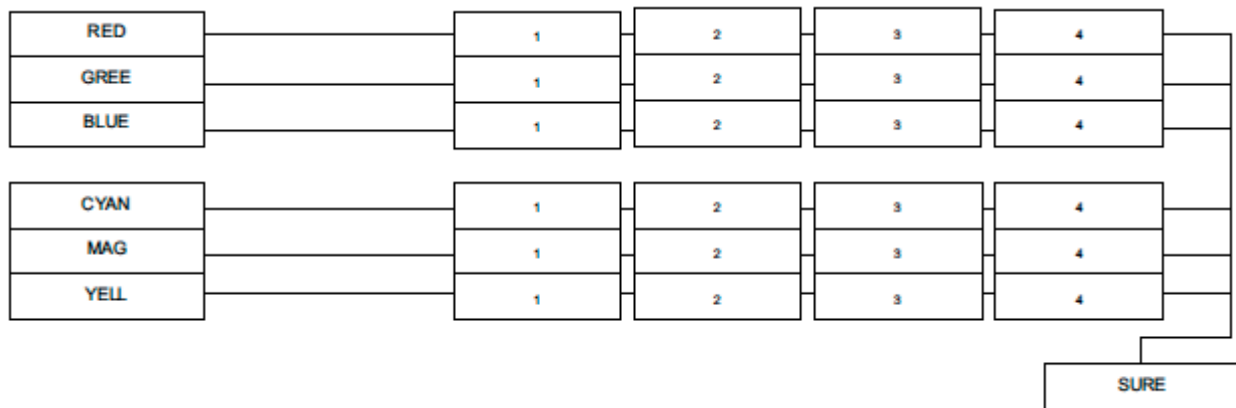 RED 1 2 3 4
GREE 1 2 3 4
BLUE 1 2 3 4
CYAN 1 2 3 4
MAG 1 2 3 4
YELL 1 2 3 4
SURE